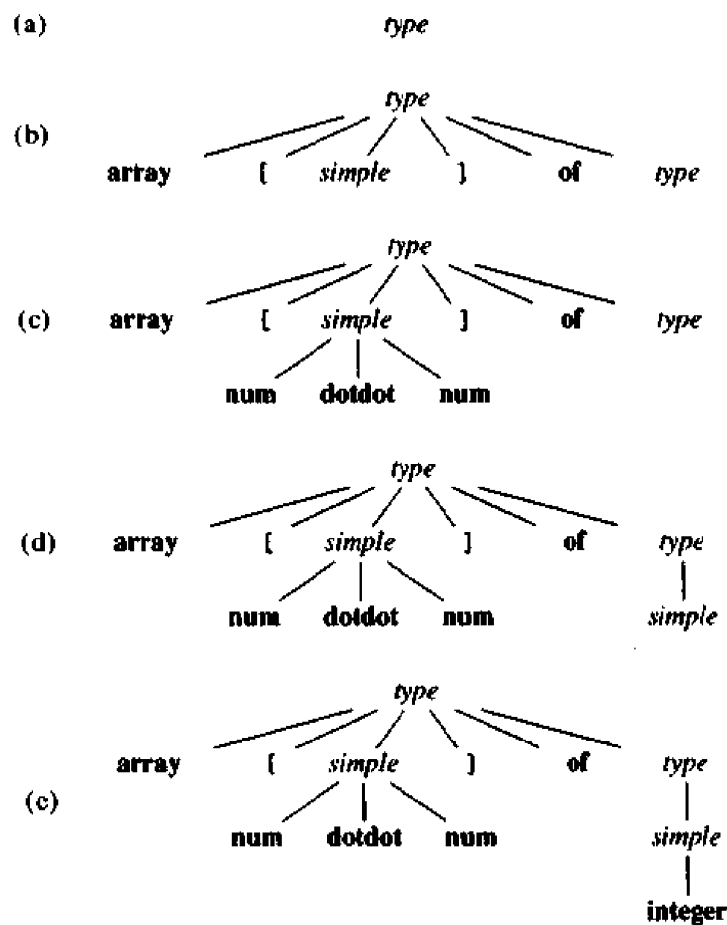 (a) type
type
(b)
array [ simple ] of type
type
(c) array [ simple ] of type
num dotdot num
type
(d) array [ simple ] of type
num dotdot num simple
type
array [ simple ] of type
(e)
num dotdot num simple
integer